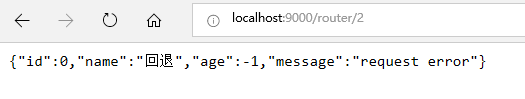 localhost:9000/router/2
{"id":0,"name":"回退","age":-1,"message":"request error"}